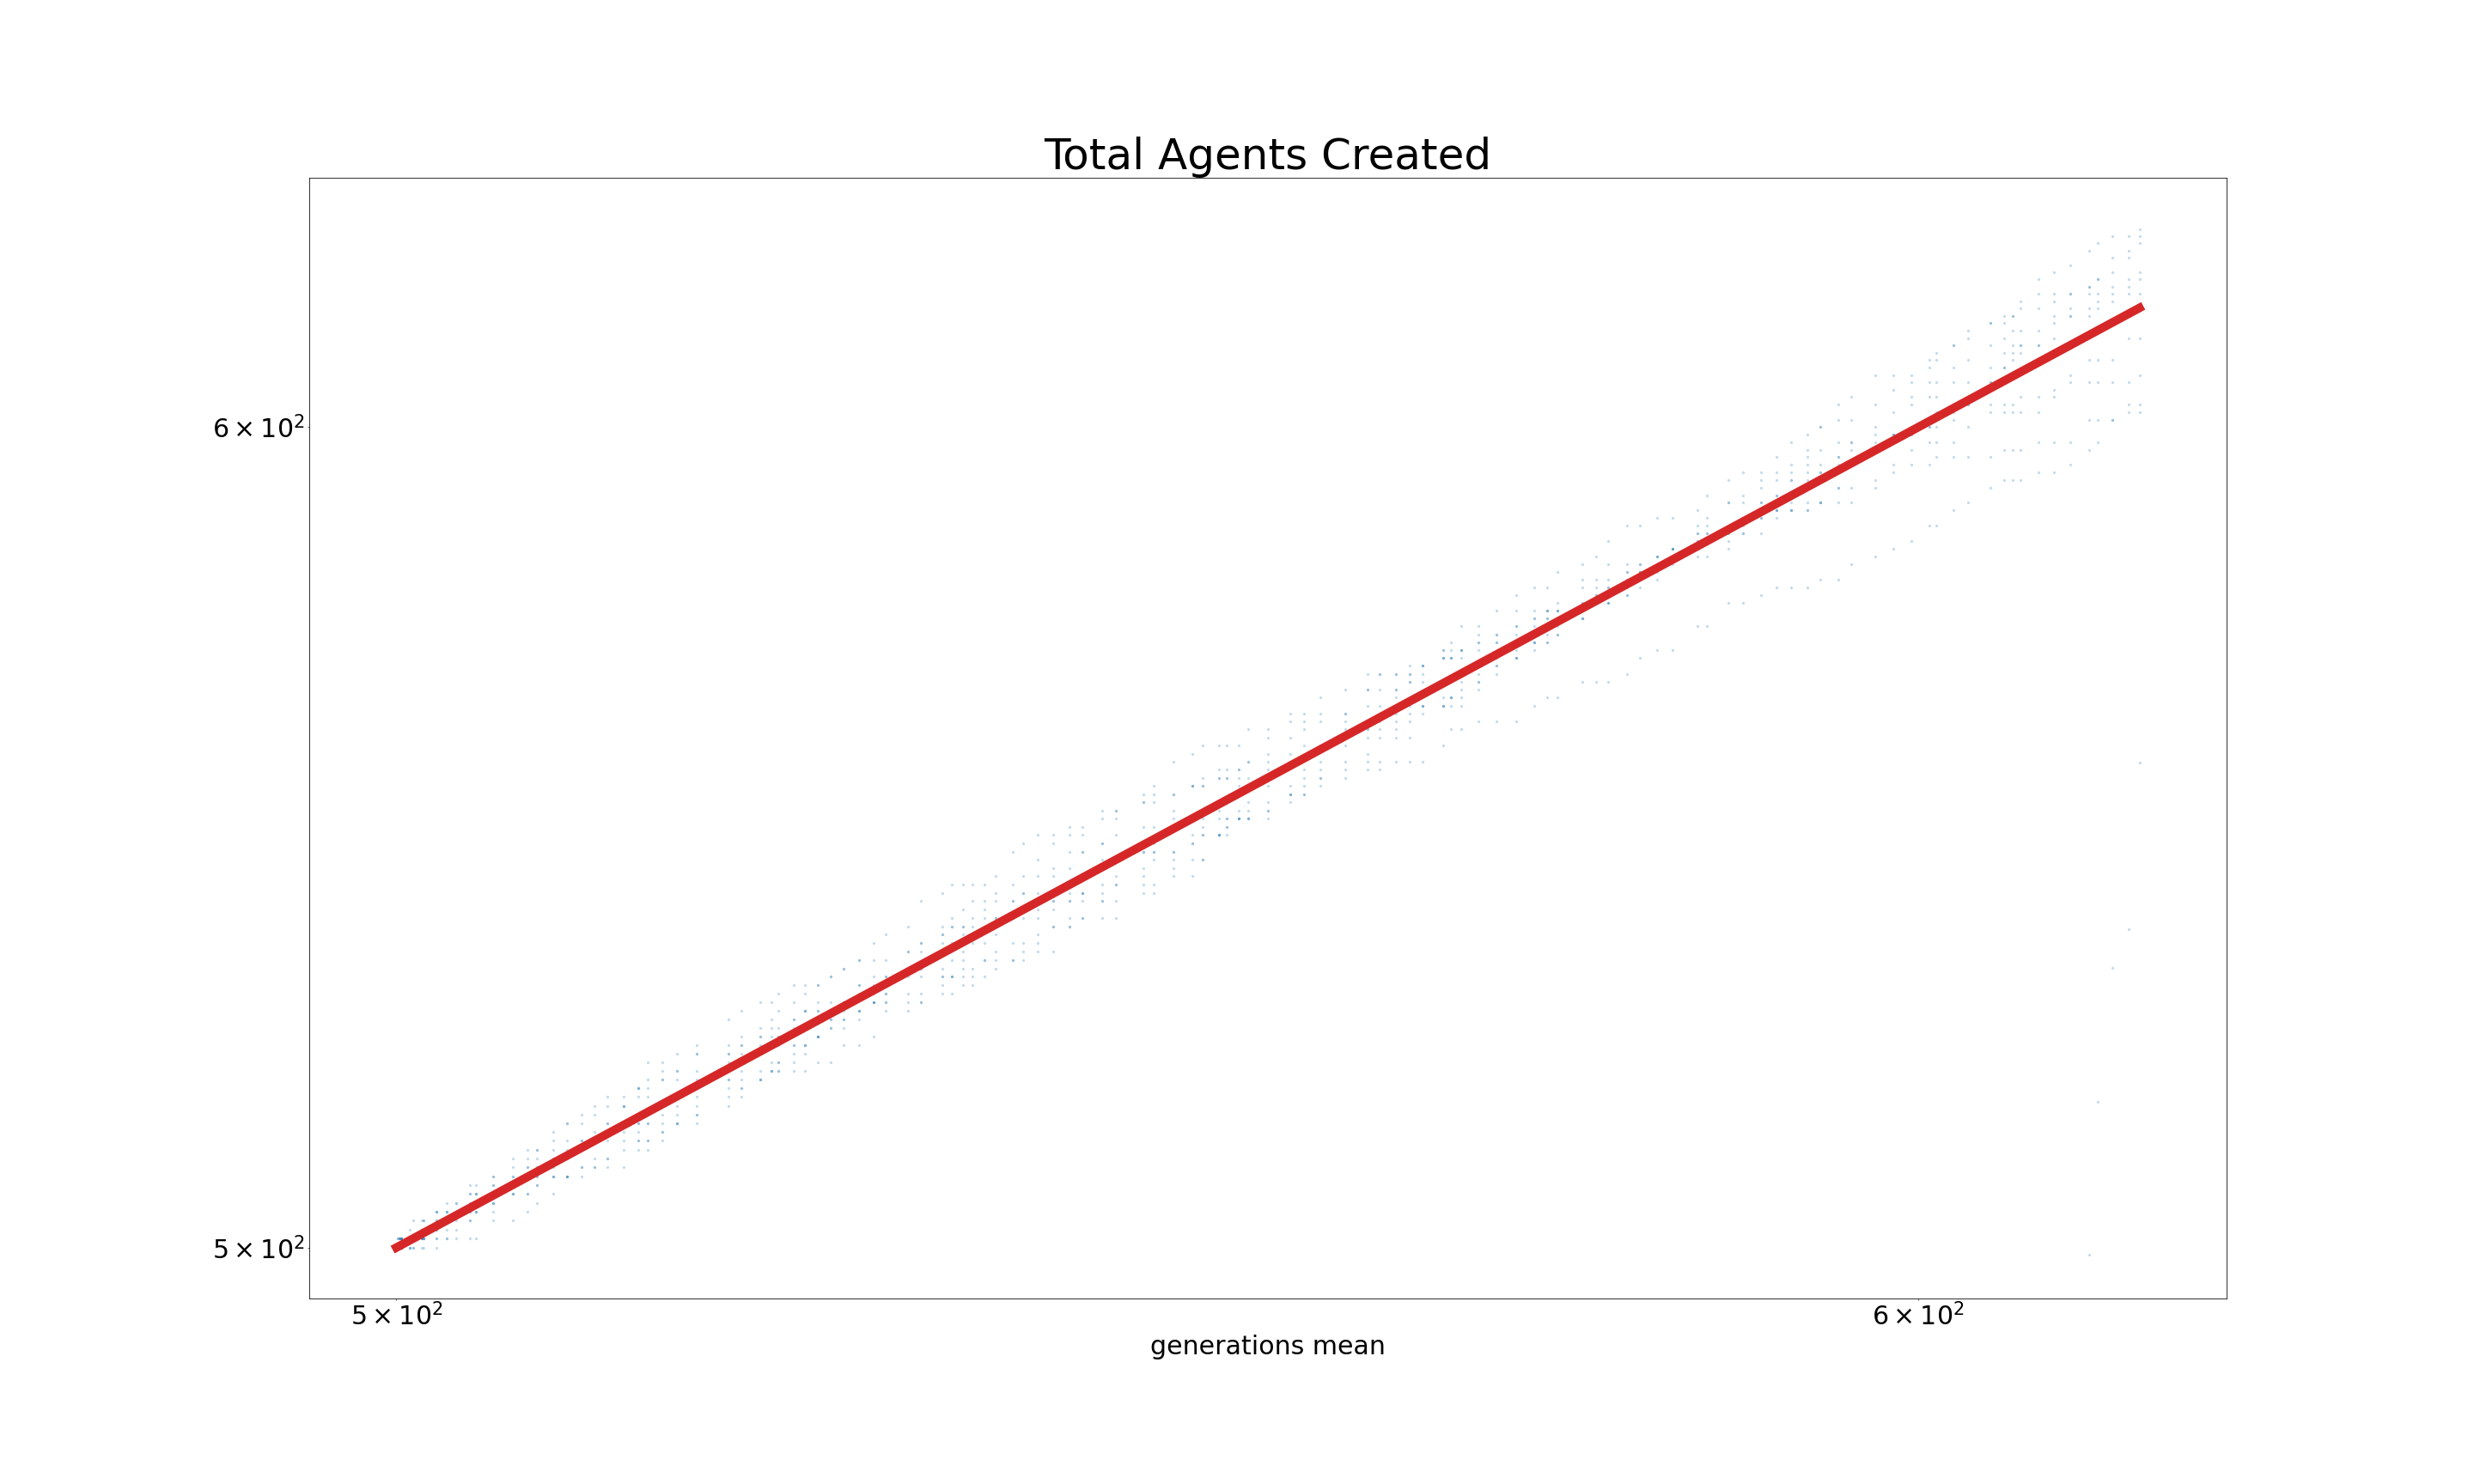 Total Agents Created
6 × 10²
5 × 10²
5 × 10²
6 × 10²
generations mean